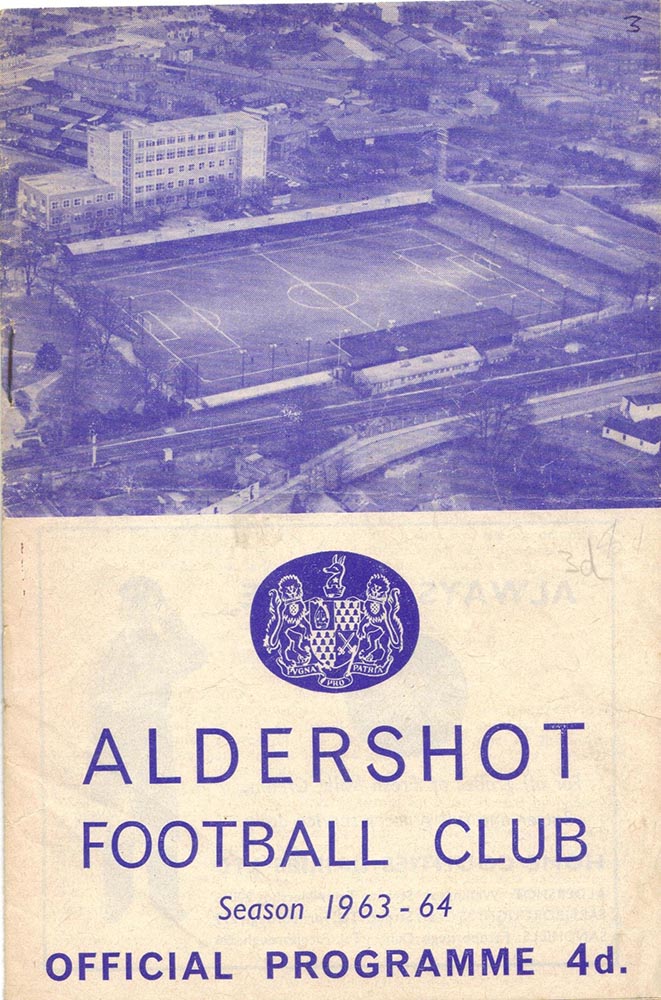 3
3d
PVGNA PRO PATRIA
ALDERSHOT
FOOTBALL CLUB
Season 1963-64
OFFICIAL PROGRAMME 4d.